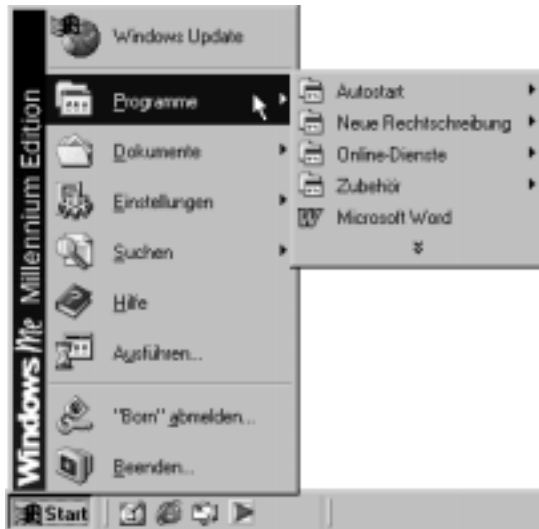 Windows Update
Programme
Dokumente
Einstellungen
Suchen
Hilfe
Ausführen...
"Born" abmelden...
Beenden...
Windows Me Millennium Edition
Autostart
Neue Rechtschreibung
Online-Dienste
Zubehör
Microsoft Word
Start